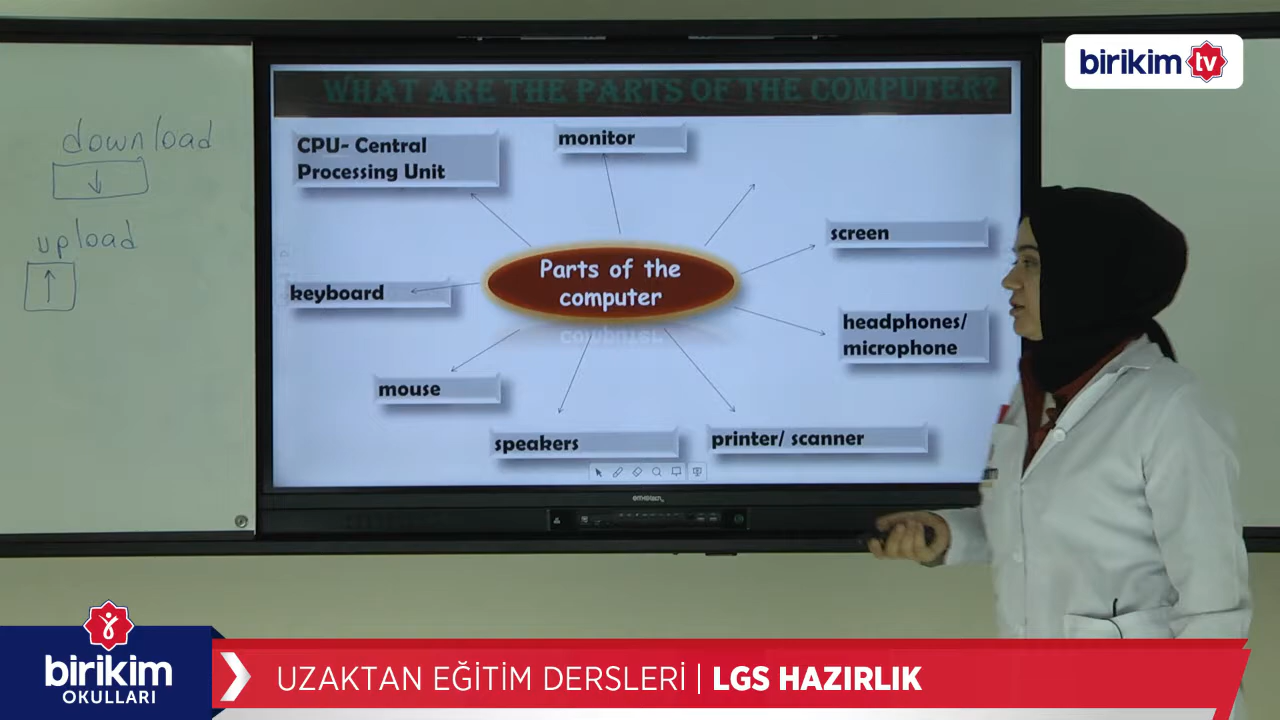 WHAT ARE THE PARTS OF THE COMPUTER?
birikim tv
download
upload
CPU- Central
Processing Unit
monitor
screen
Parts of the
computer
keyboard
headphones/
microphone
mouse
speakers
printer/ scanner
birikim
OKULLARI
UZAKTAN EĞİTİM DERSLERİ | LGS HAZIRLIK